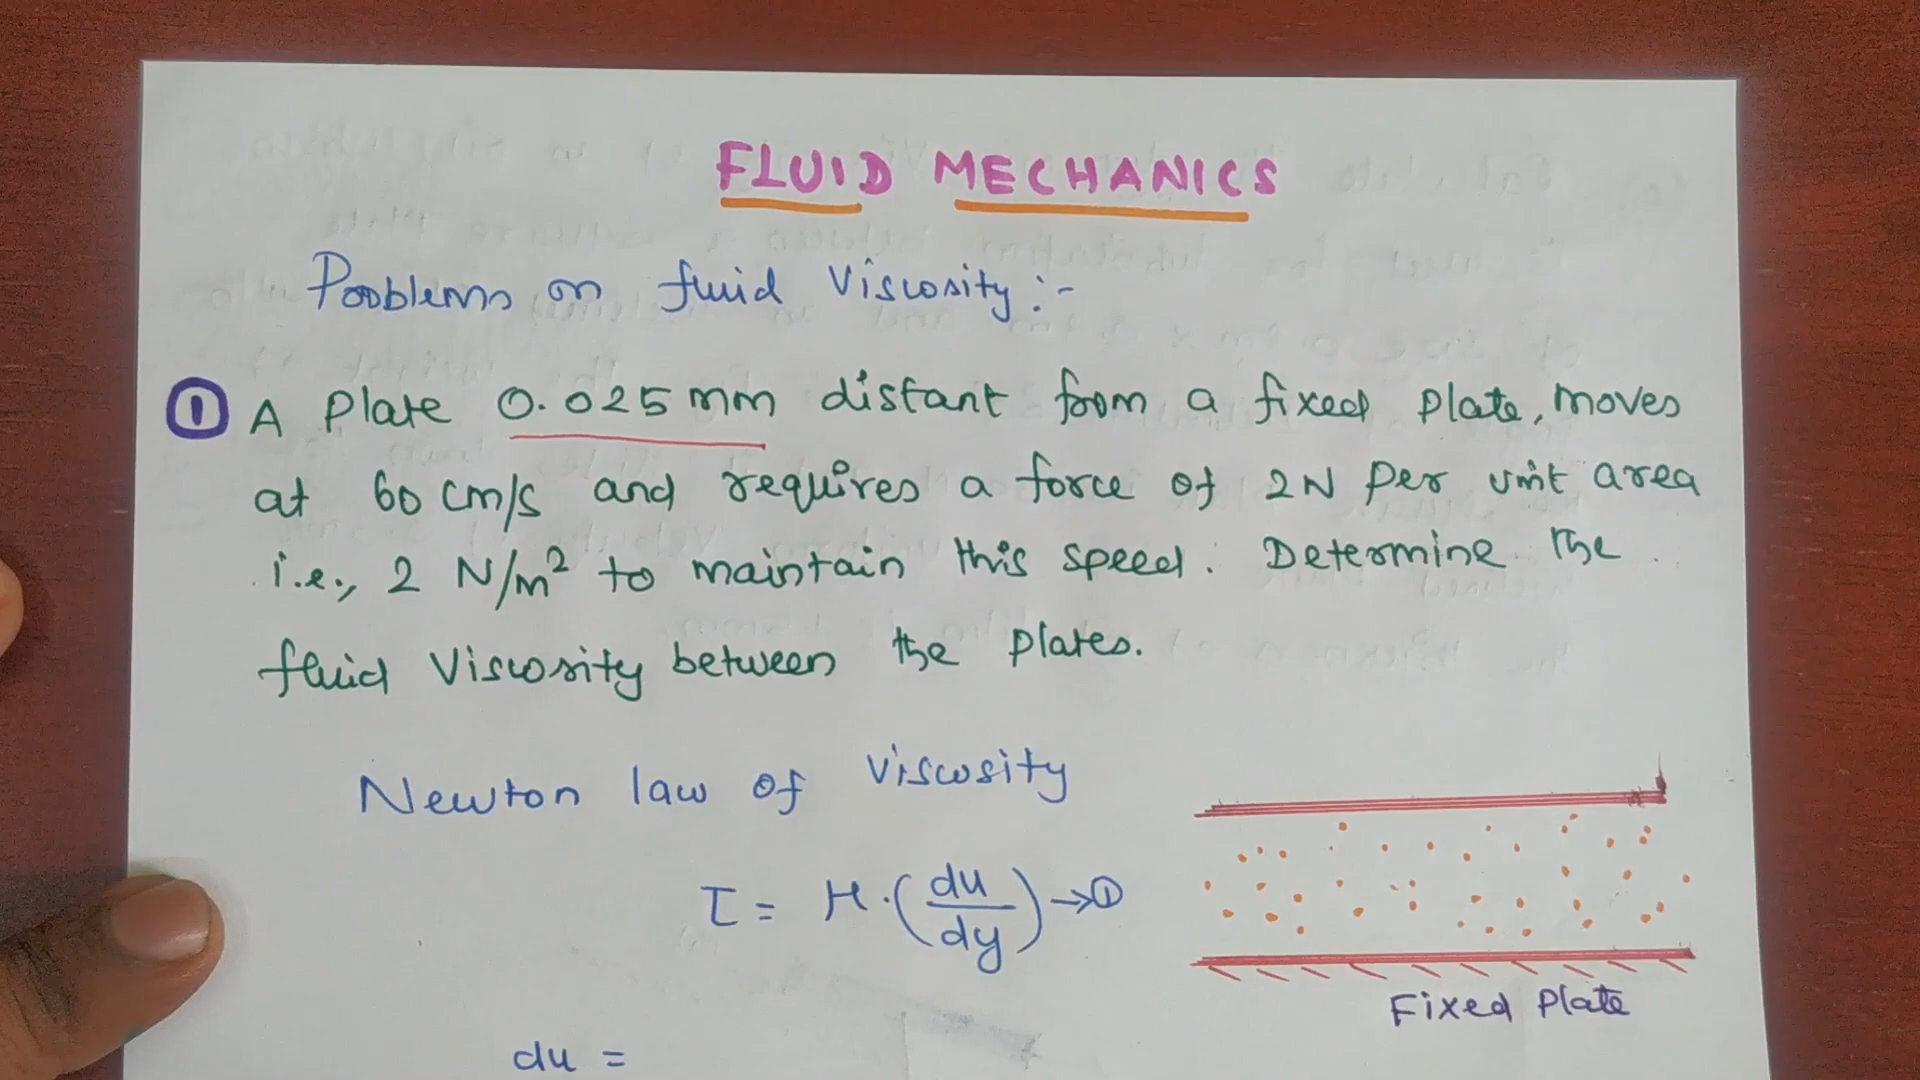 FLUID MECHANICS
Problems on fluid Viscosity :-
① A Plate 0.025 mm distant from a fixed Plate, moves
at 60 cm/s and requires a force of 2N Per unit area
i.e., 2 N/m² to maintain this speed. Determine the
fluid Viscosity between the plates.
Newton law of Viscosity
τ = μ.(du/dy) → ①
Fixed Plate
du =